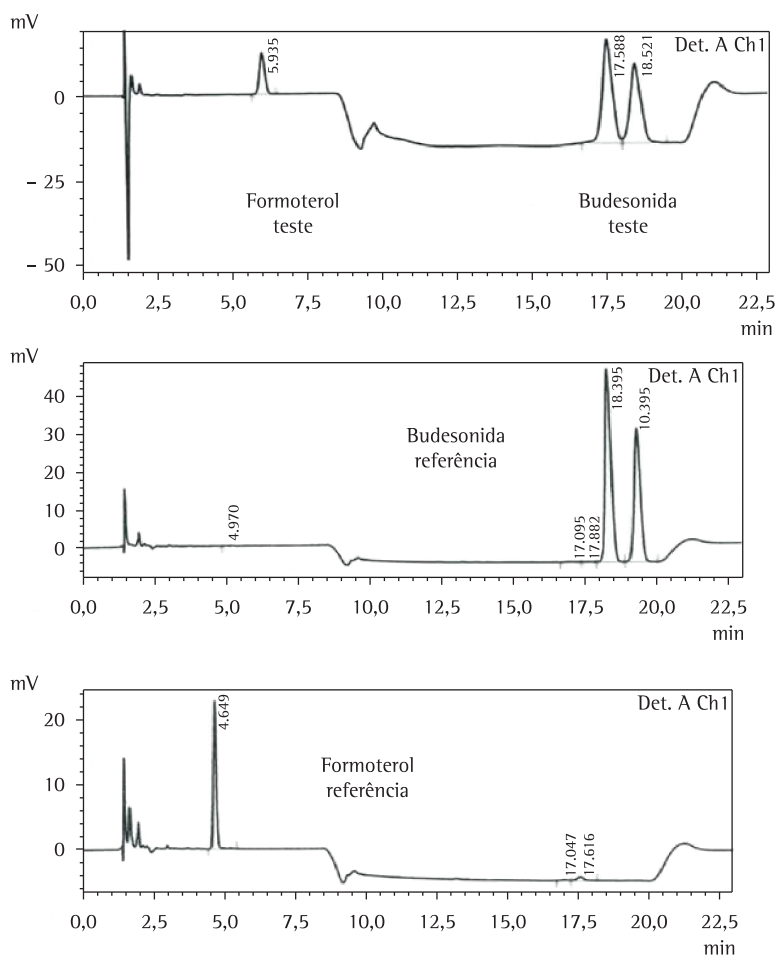 mV
Det. A Ch1
5.935
17.588
18.521
0
– 25
– 50
Formoterol
teste
Budesonida
teste
0,0 2,5 5,0 7,5 10,0 12,5 15,0 17,5 20,0 22,5
min
mV
Det. A Ch1
18.395
10.395
40
30
20
10
0
Budesonida
referência
4.970
17.095
17.882
0,0 2,5 5,0 7,5 10,0 12,5 15,0 17,5 20,0 22,5
min
mV
Det. A Ch1
4.649
20
10
0
Formoterol
referência
17.047
17.616
0,0 2,5 5,0 7,5 10,0 12,5 15,0 17,5 20,0 22,5
min